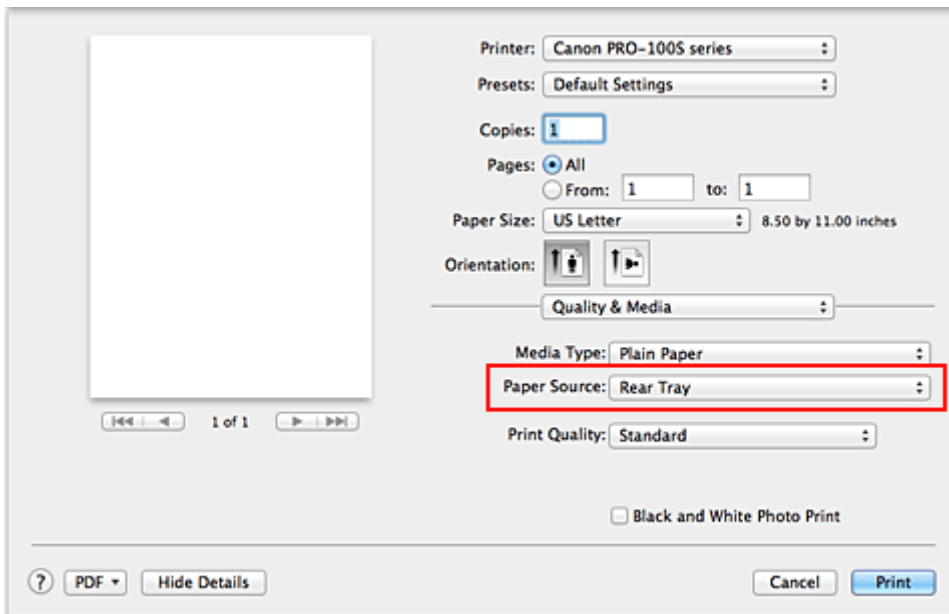 Printer: Canon PRO-100S series
Presets: Default Settings
Copies: 1
Pages: All
From: 1 to: 1
Paper Size: US Letter 8.50 by 11.00 inches
Orientation:
Quality & Media
Media Type: Plain Paper
Paper Source: Rear Tray
1 of 1
Print Quality: Standard
Black and White Photo Print
? PDF Hide Details Cancel Print